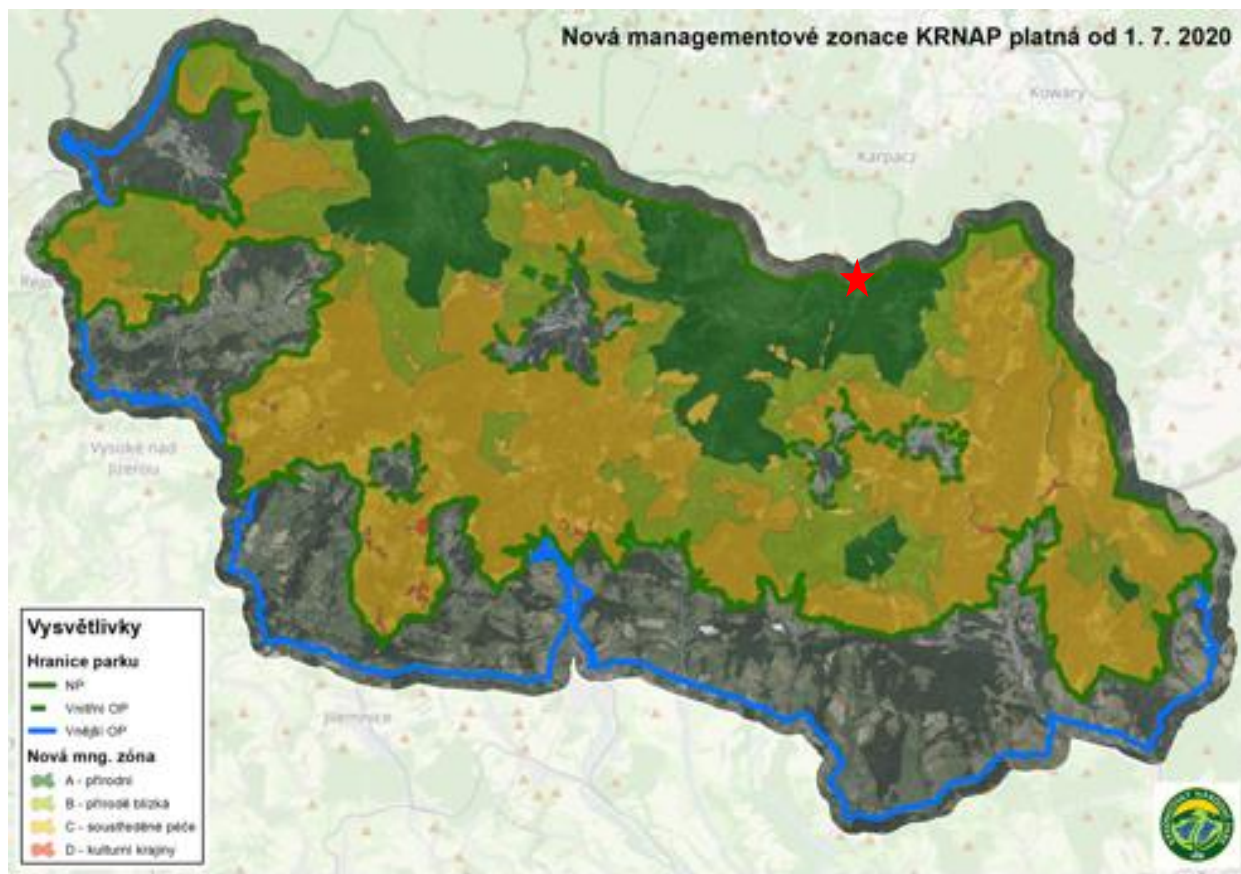 Nová managementové zonace KRNAP platná od 1. 7. 2020
Kowary
Karpacz
Vysoké nad
Jizerou
Jilemnice
Vysvětlivky
Hranice parku
NP
Vnitřní OP
Vnější OP
Nová mng. zóna
A - přírodní
B - přírodě blízká
C - soustředěné péče
D - kulturní krajiny